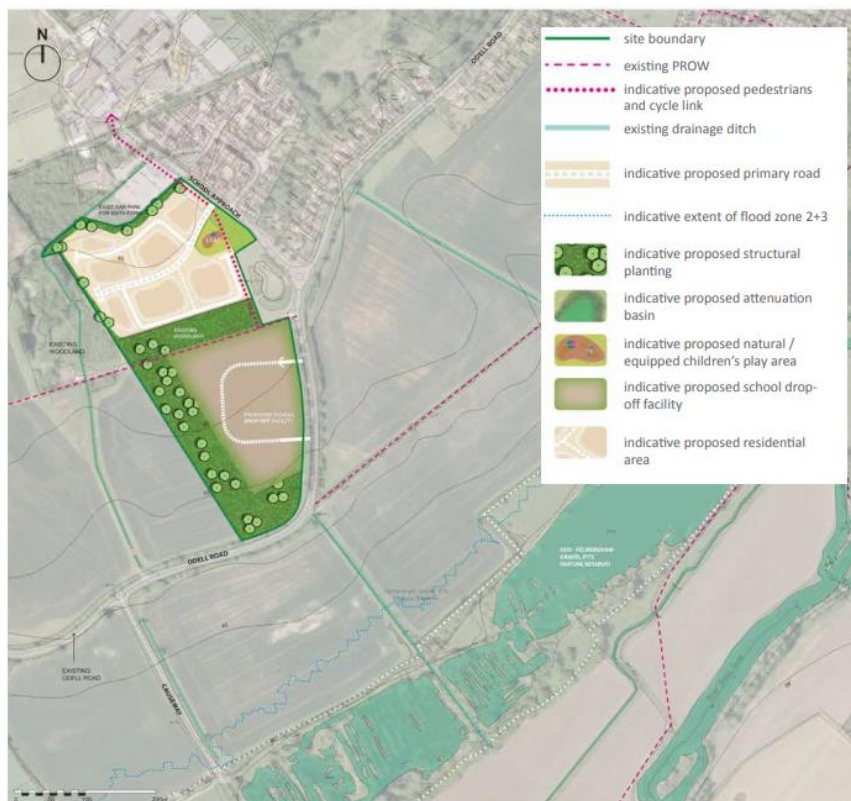 N
ODELL ROAD
SCHOOL APPROACH
EXISTING
WOODLAND
EXISTING
WOODLAND
PROPOSED SCHOOL
DROP-OFF FACILITY
ODELL ROAD
EXISTING
ODELL ROAD
CAUSEWAY
SSSI - FELMERSHAM
GRAVEL PITS
(NATURE RESERVE)
site boundary
existing PROW
indicative proposed pedestrians
and cycle link
existing drainage ditch
indicative proposed primary road
indicative extent of flood zone 2+3
indicative proposed structural
planting
indicative proposed attenuation
basin
indicative proposed natural /
equipped children's play area
indicative proposed school drop-
off facility
indicative proposed residential
area